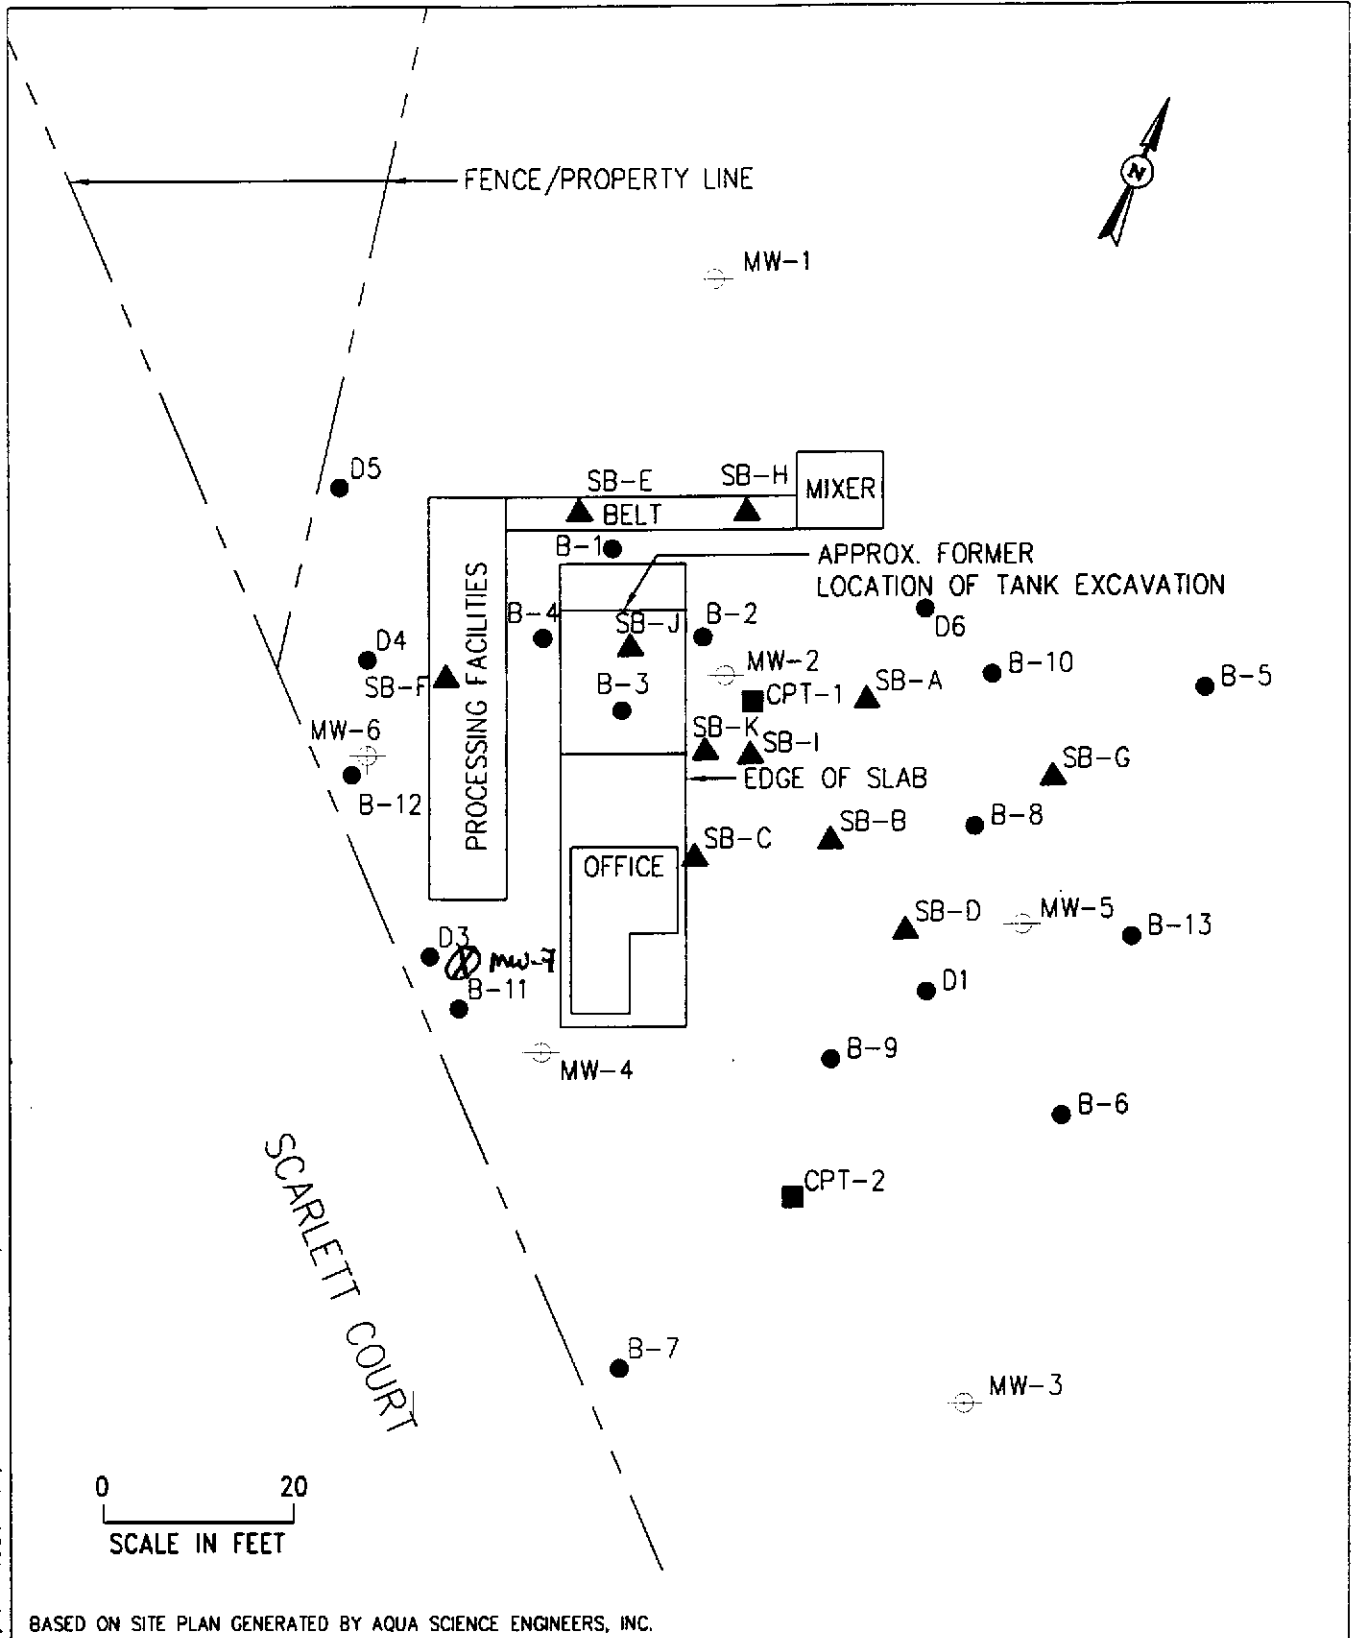 FENCE/PROPERTY LINE
N
MW-1
D5
SB-E
SB-H
MIXER
BELT
B-1
APPROX. FORMER
LOCATION OF TANK EXCAVATION
PROCESSING FACILITIES
B-4
SB-J
B-2
D6
D4
SB-F
B-3
MW-2
CPT-1
SB-A
B-10
B-5
MW-6
SB-K
SB-I
SB-G
EDGE OF SLAB
B-12
SB-C
SB-B
B-8
OFFICE
SB-D
MW-5
B-13
D3
MW-7
B-11
D1
MW-4
B-9
B-6
SCARLETT COURT
CPT-2
B-7
MW-3
0 20
SCALE IN FEET
BASED ON SITE PLAN GENERATED BY AQUA SCIENCE ENGINEERS, INC.